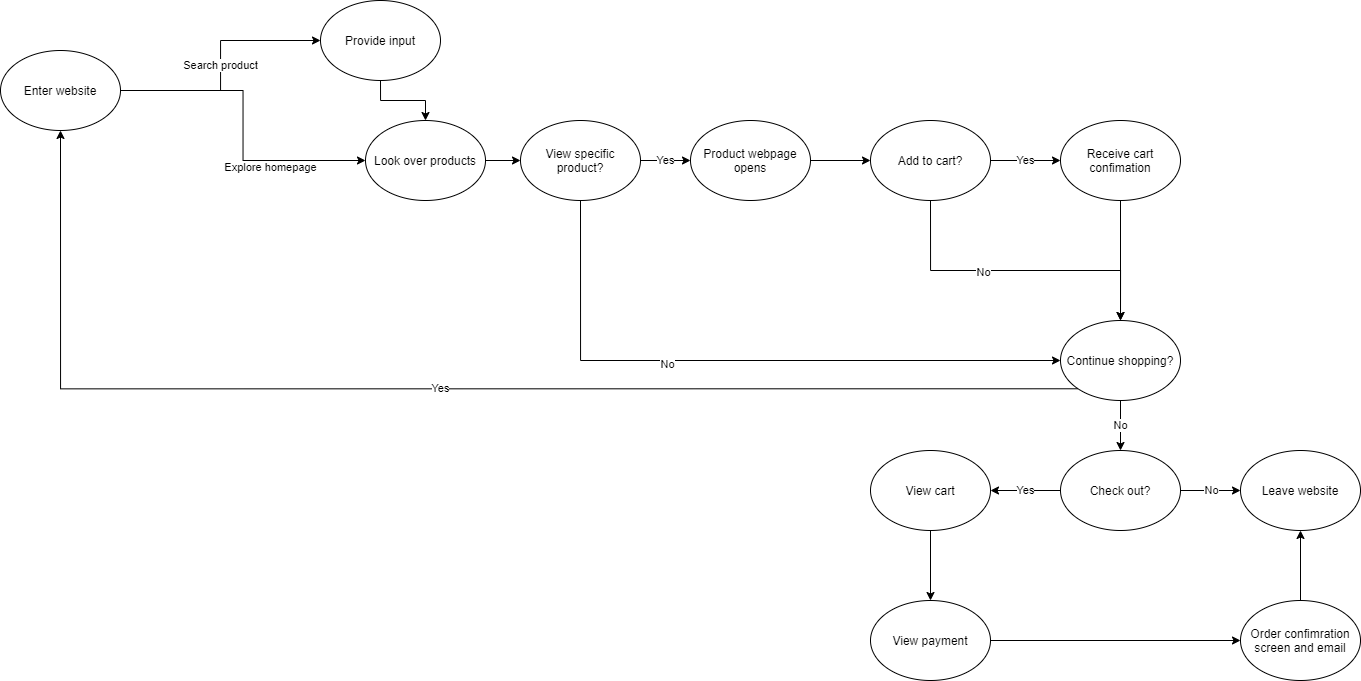 Provide input
Search product
Enter website
Explore homepage
Look over products
View specific
product?
Yes
Product webpage
opens
Add to cart?
Yes
Receive cart
confimation
No
No
Continue shopping?
Yes
No
View cart
Yes
Check out?
No
Leave website
View payment
Order confimration
screen and email